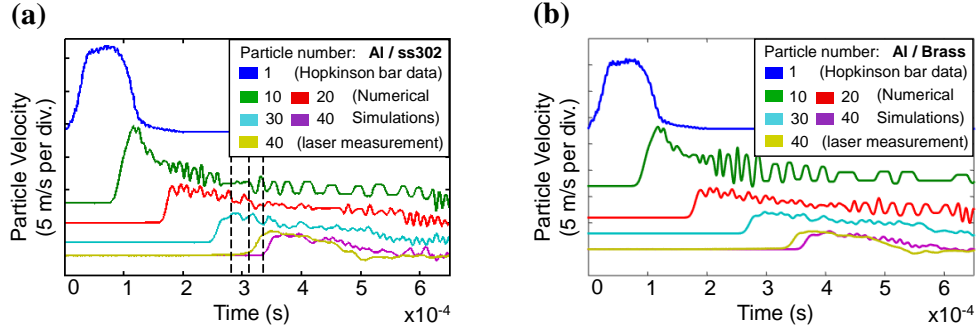 (a)
Particle number: Al / ss302
1 (Hopkinson bar data)
10 20 (Numerical
30 40 Simulations)
40 (laser measurement)
Particle Velocity
(5 m/s per div.)
0 1 2 3 4 5 6
Time (s) x10-4
(b)
Particle number: Al / Brass
1 (Hopkinson bar data)
10 20 (Numerical
30 40 Simulations)
40 (laser measurement)
Particle Velocity
(5 m/s per div.)
0 1 2 3 4 5 6
Time (s) x10-4